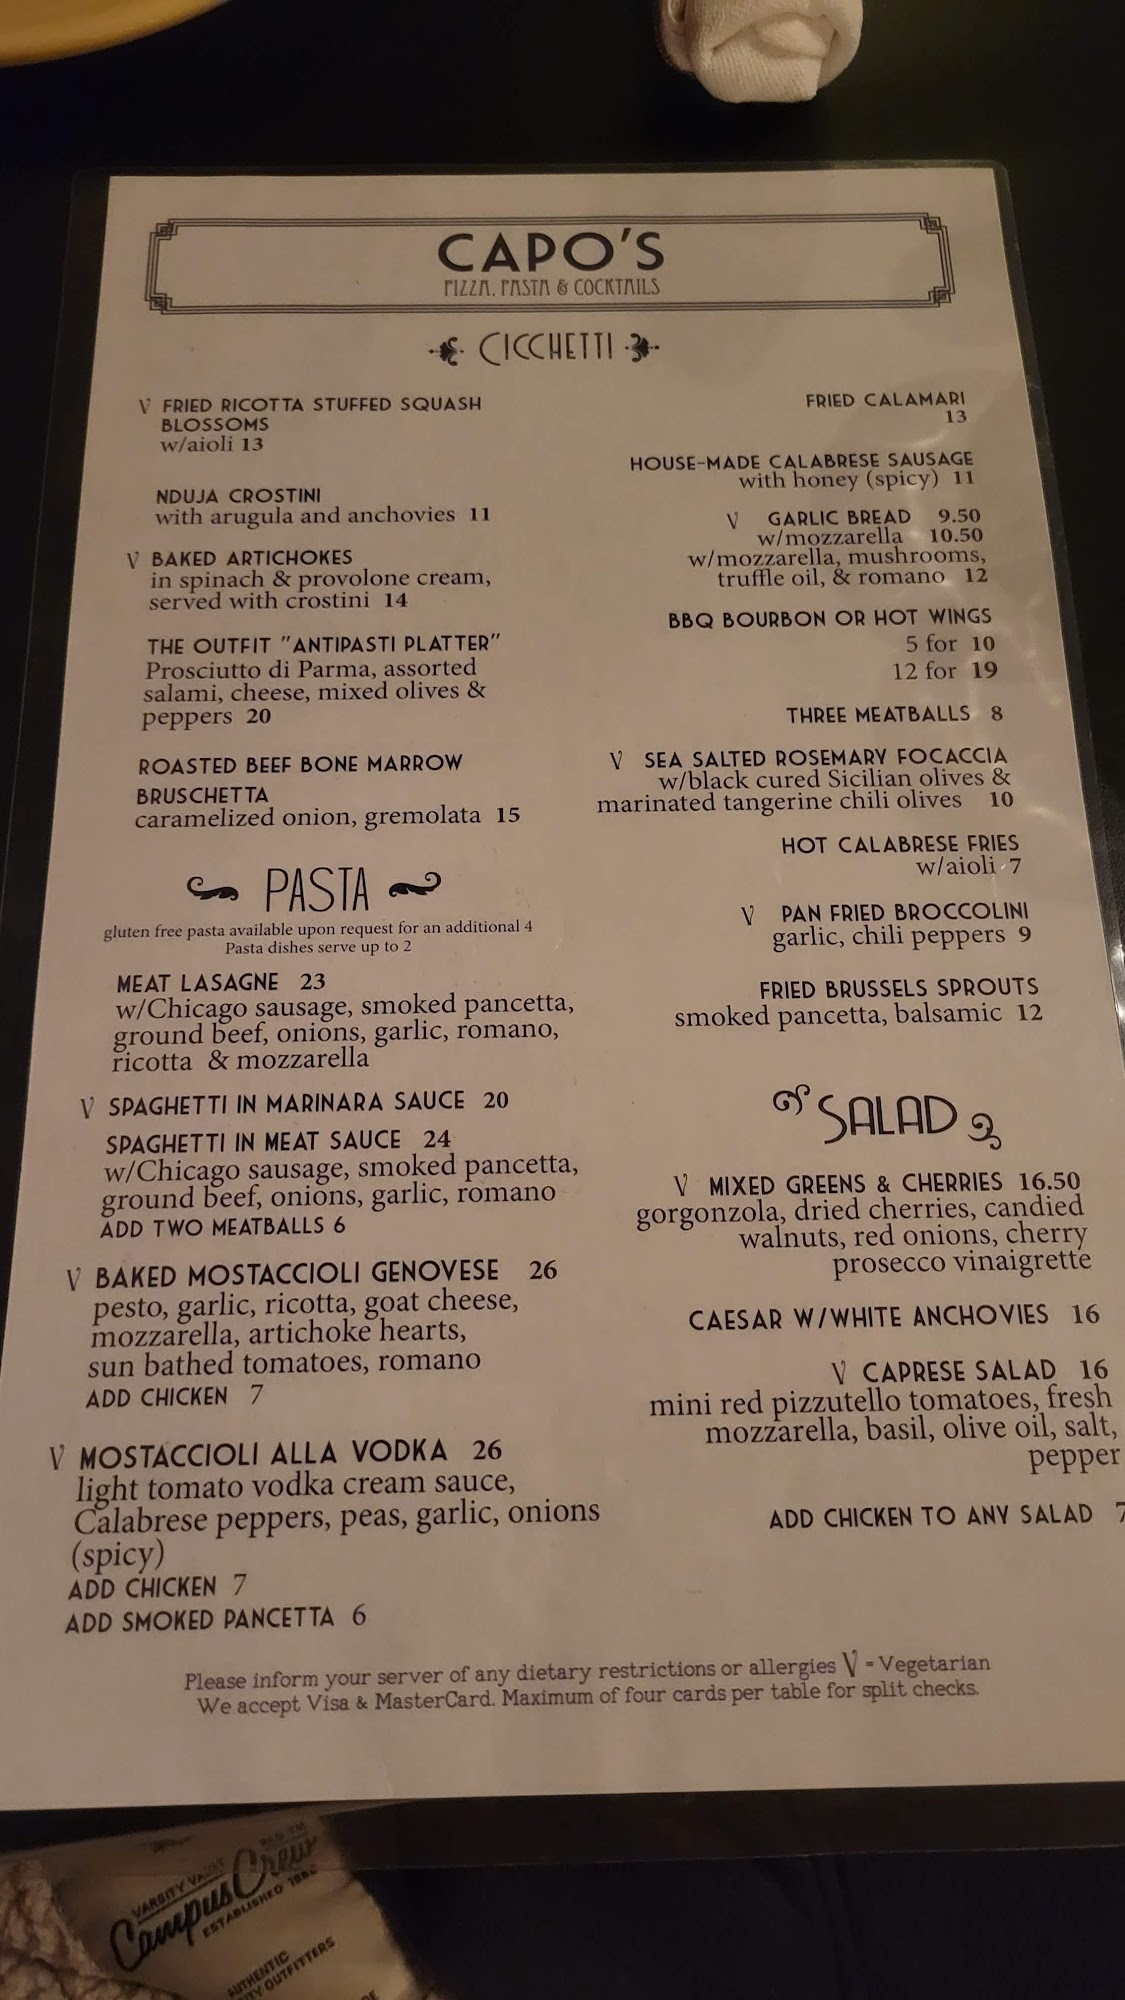 CAPO'S
PIZZA, PASTA & COCKTAILS
CICCHETTI
V FRIED RICOTTA STUFFED SQUASH
BLOSSOMS
w/aioli 13
NDUJA CROSTINI
with arugula and anchovies 11
V BAKED ARTICHOKES
in spinach & provolone cream,
served with crostini 14
THE OUTFIT "ANTIPASTI PLATTER"
Prosciutto di Parma, assorted
salami, cheese, mixed olives &
peppers 20
ROASTED BEEF BONE MARROW
BRUSCHETTA
caramelized onion, gremolata 15
FRIED CALAMARI
13
HOUSE-MADE CALABRESE SAUSAGE
with honey (spicy) 11
V GARLIC BREAD 9.50
w/mozzarella 10.50
w/mozzarella, mushrooms,
truffle oil, & romano 12
BBQ BOURBON OR HOT WINGS
5 for 10
12 for 19
THREE MEATBALLS 8
V SEA SALTED ROSEMARY FOCACCIA
w/black cured Sicilian olives &
marinated tangerine chili olives 10
HOT CALABRESE FRIES
w/aioli 7
V PAN FRIED BROCCOLINI
garlic, chili peppers 9
FRIED BRUSSELS SPROUTS
smoked pancetta, balsamic 12
PASTA
gluten free pasta available upon request for an additional 4
Pasta dishes serve up to 2
MEAT LASAGNE 23
w/Chicago sausage, smoked pancetta,
ground beef, onions, garlic, romano,
ricotta & mozzarella
V SPAGHETTI IN MARINARA SAUCE 20
SPAGHETTI IN MEAT SAUCE 24
w/Chicago sausage, smoked pancetta,
ground beef, onions, garlic, romano
ADD TWO MEATBALLS 6
V BAKED MOSTACCIOLI GENOVESE 26
pesto, garlic, ricotta, goat cheese,
mozzarella, artichoke hearts,
sun bathed tomatoes, romano
ADD CHICKEN 7
V MOSTACCIOLI ALLA VODKA 26
light tomato vodka cream sauce,
Calabrese peppers, peas, garlic, onions
(spicy)
ADD CHICKEN 7
ADD SMOKED PANCETTA 6
SALAD
V MIXED GREENS & CHERRIES 16.50
gorgonzola, dried cherries, candied
walnuts, red onions, cherry
prosecco vinaigrette
CAESAR W/WHITE ANCHOVIES 16
V CAPRESE SALAD 16
mini red pizzutello tomatoes, fresh
mozzarella, basil, olive oil, salt,
pepper
ADD CHICKEN TO ANY SALAD 7
Please inform your server of any dietary restrictions or allergies V = Vegetarian
We accept Visa & MasterCard. Maximum of four cards per table for split checks.
VARSITY
Campus Crew
ESTABLISHED
AUTHENTIC
OUTFITTERS